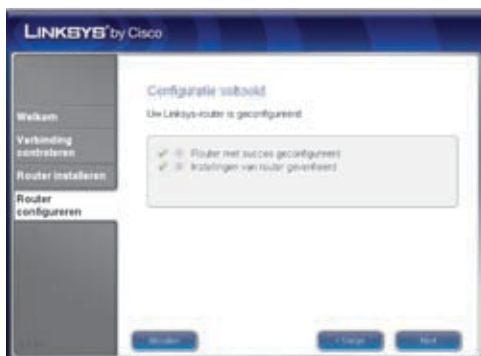 LINKSYS by Cisco
Configuratie voltooid
Uw Linksys-router is geconfigureerd.
Welkom
Verbinding
controleren
Router met succes geconfigureerd
Instellingen van router geverifieerd
Router installeren
Router
configureren